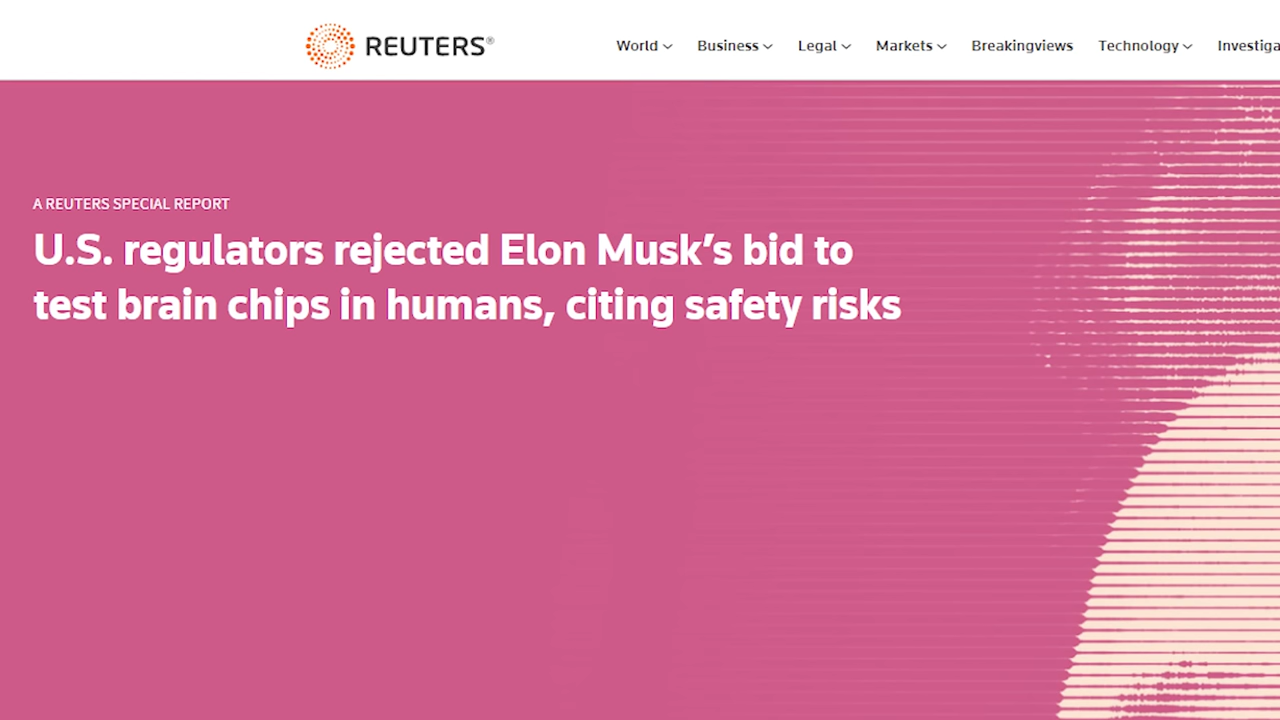 REUTERS®
World Business Legal Markets Breakingviews Technology Investiga
A REUTERS SPECIAL REPORT
U.S. regulators rejected Elon Musk’s bid to
test brain chips in humans, citing safety risks